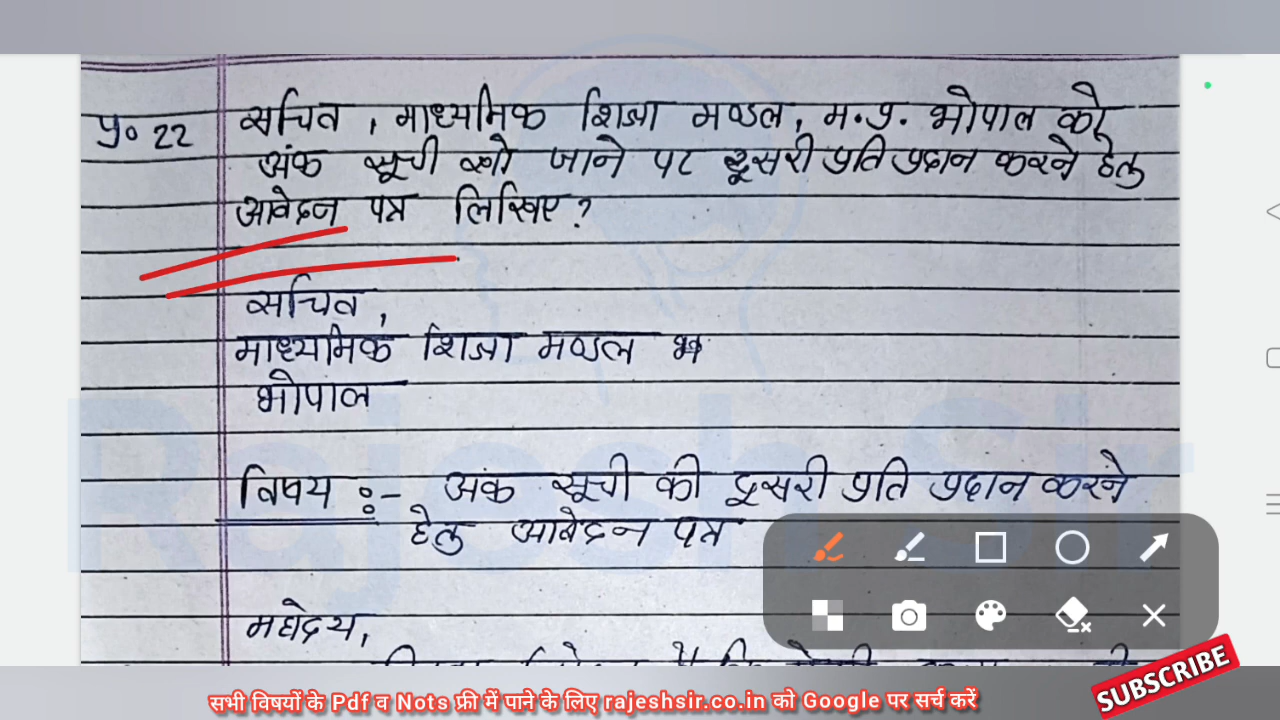 प्र० 22 सचिव, माध्यमिक शिक्षा मण्डल, म.प्र. भोपाल को
अंक सूची खो जाने पर दूसरी प्रति प्रदान करने हेतु
आवेदन पत्र लिखिए?
सचिव,
माध्यमिक शिक्षा मण्डल
भोपाल
विषय :- अंक सूची की दूसरी प्रति प्रदान करने
हेतु आवेदन पत्र
महोदय,
Rajesh Sir
SUBSCRIBE
सभी विषयों के Pdf व Nots फ्री में पाने के लिए rajeshsir.co.in को Google पर सर्च करें